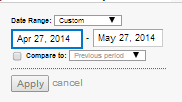 Date Range: Custom
Apr 27, 2014 - May 27, 2014
Compare to: Previous period
Apply cancel